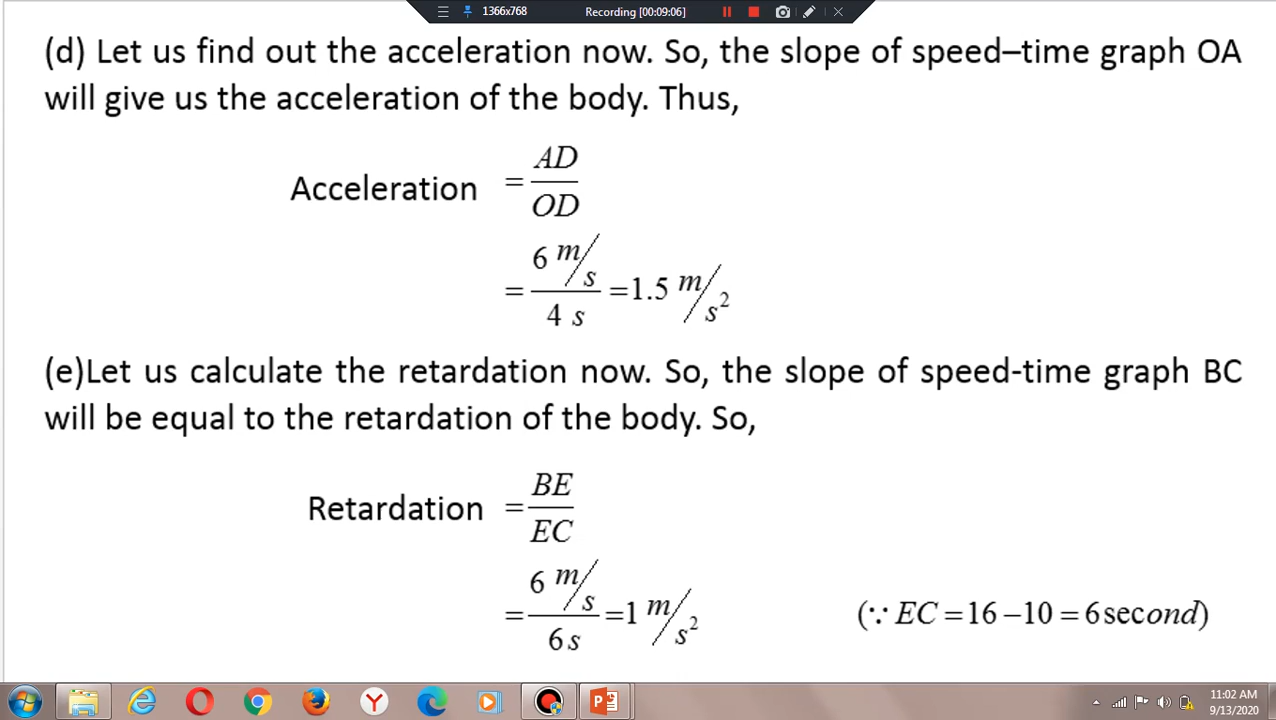 1366x768 Recording [00:09:06]
(d) Let us find out the acceleration now. So, the slope of speed–time graph OA
will give us the acceleration of the body. Thus,
Acceleration = AD/OD
= 6 m/s / 4 s = 1.5 m/s²
(e)Let us calculate the retardation now. So, the slope of speed-time graph BC
will be equal to the retardation of the body. So,
Retardation = BE/EC
= 6 m/s / 6 s = 1 m/s² (∵ EC = 16 – 10 = 6 second)
11:02 AM
9/13/2020